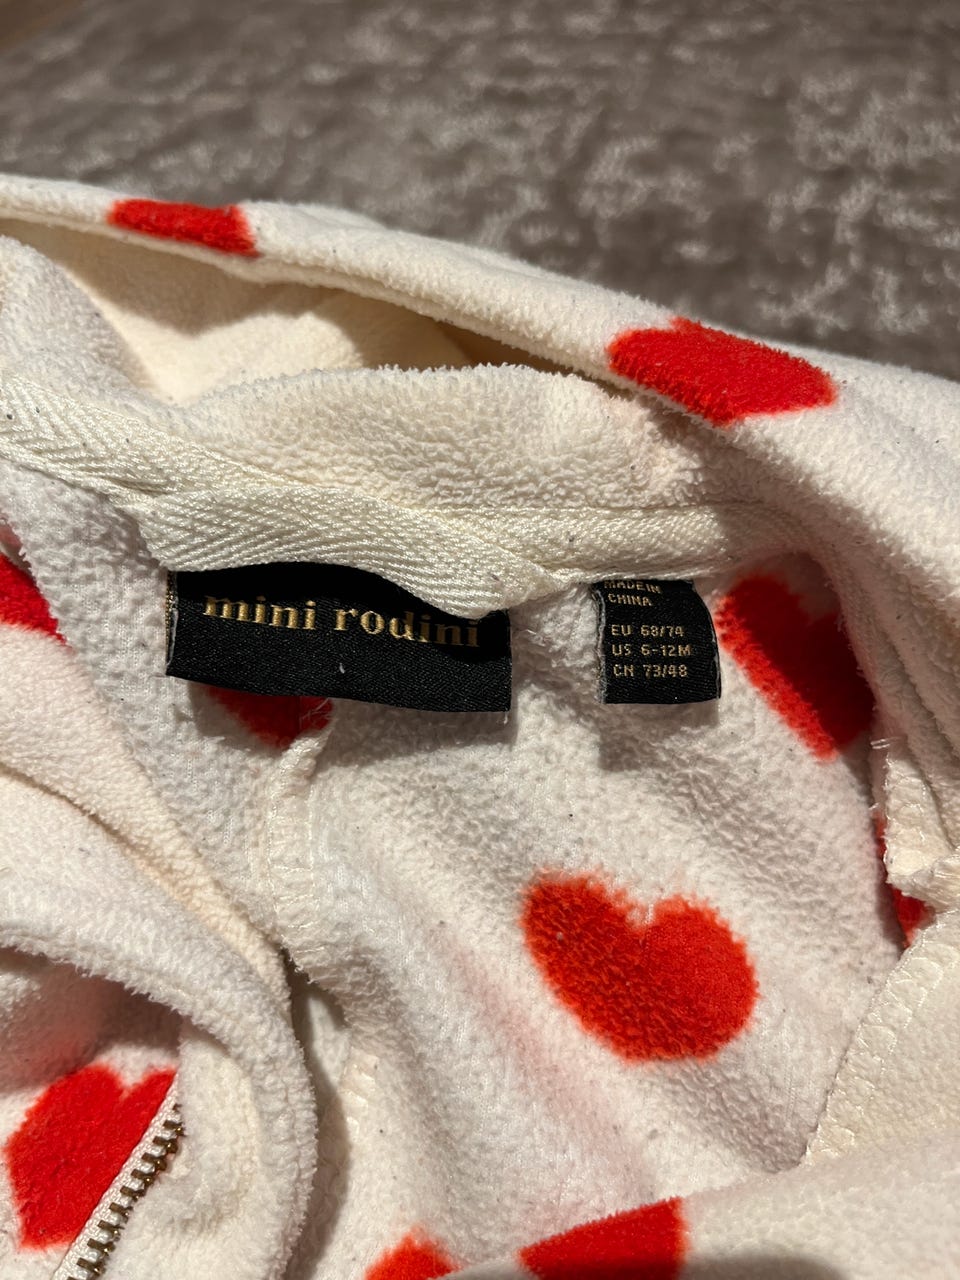 mini rodini
MADE IN
CHINA
EU 68/74
US 6-12M
CN 73/48